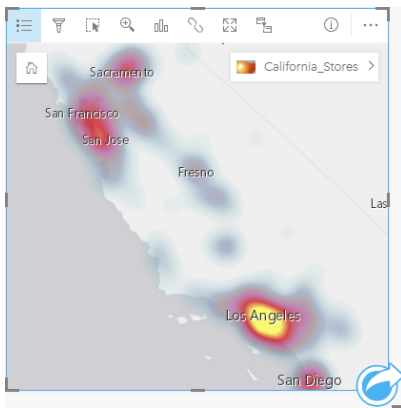 California_Stores
Sacramento
San Francisco
San Jose
Fresno
Las
Los Angeles
San Diego